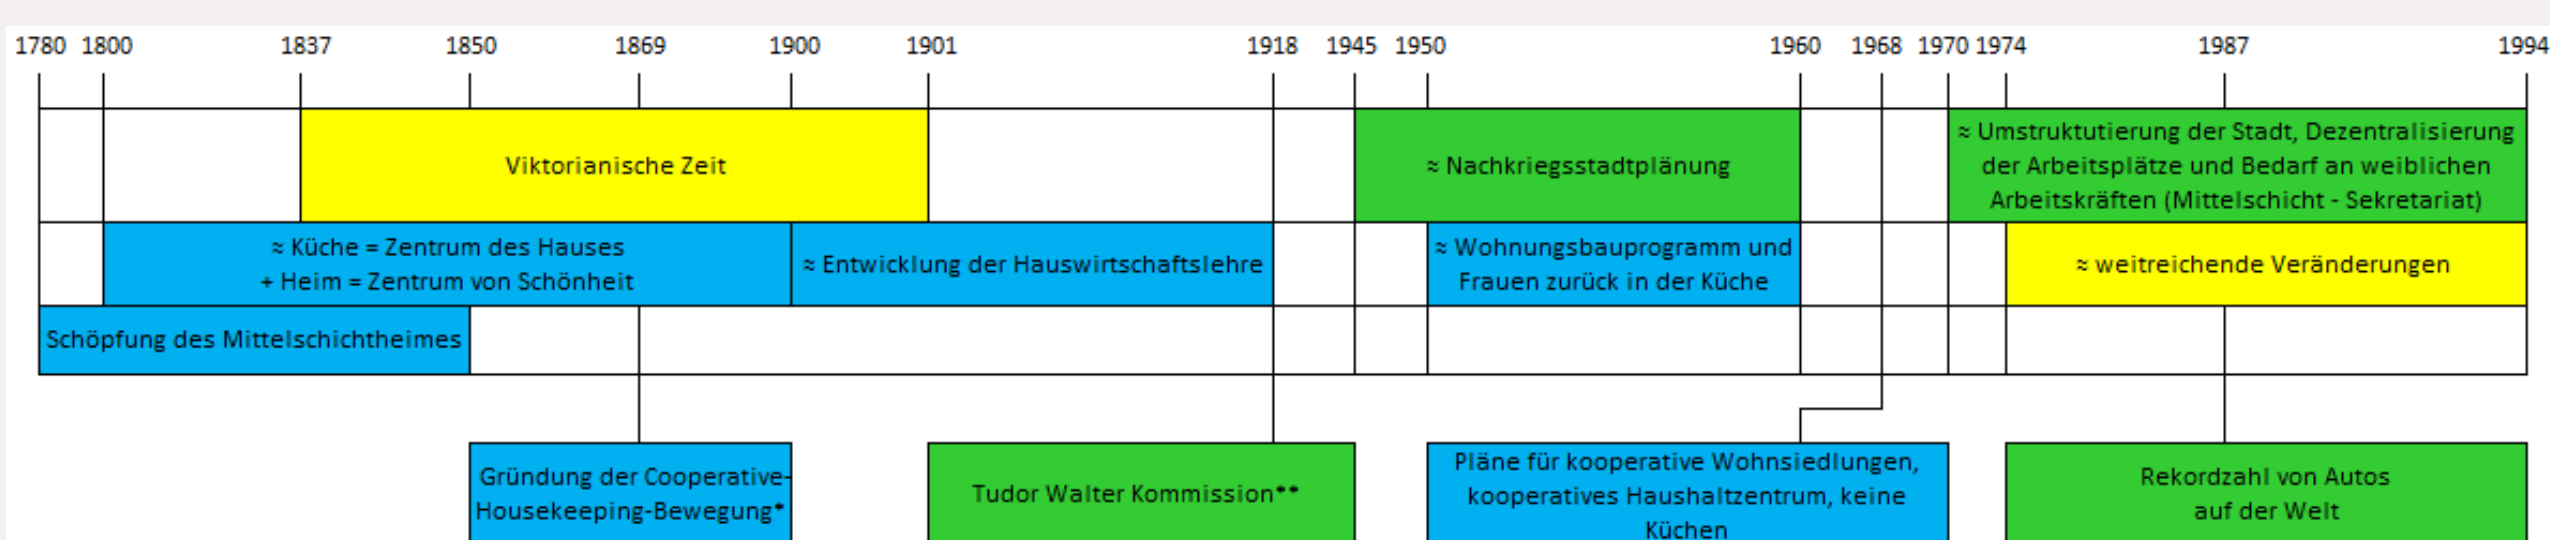 1780 1800 1837 1850 1869 1900 1901 1918 1945 1950 1960 1968 1970 1974 1987 1994
Viktorianische Zeit
≈ Nachkriegsstadtplänung
≈ Umstruktutierung der Stadt, Dezentralisierung
der Arbeitsplätze und Bedarf an weiblichen
Arbeitskräften (Mittelschicht - Sekretariat)
≈ Küche = Zentrum des Hauses
+ Heim = Zentrum von Schönheit
≈ Entwicklung der Hauswirtschaftslehre
≈ Wohnungsbauprogramm und
Frauen zurück in der Küche
≈ weitreichende Veränderungen
Schöpfung des Mittelschichtheimes
Gründung der Cooperative-
Housekeeping-Bewegung*
Tudor Walter Kommission**
Pläne für kooperative Wohnsiedlungen,
kooperatives Haushaltzentrum, keine
Küchen
Rekordzahl von Autos
auf der Welt